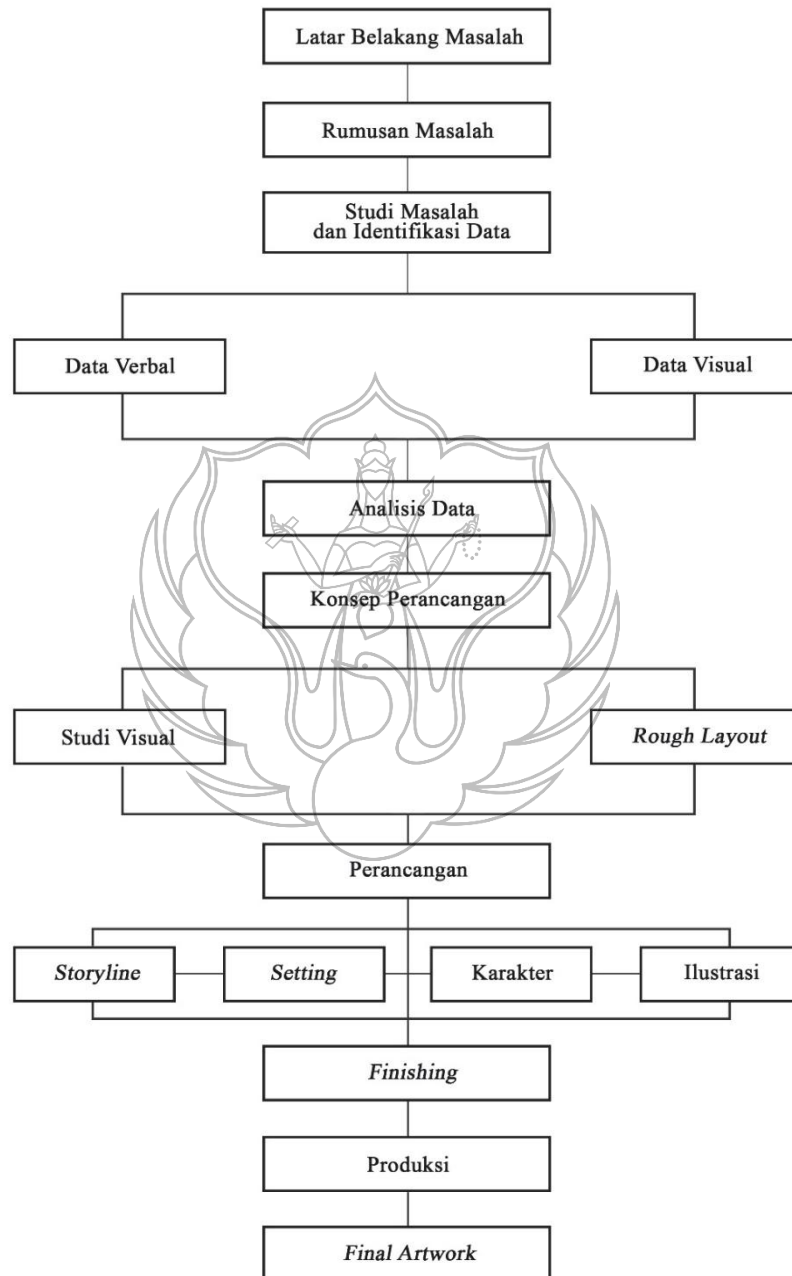 Latar Belakang Masalah
Rumusan Masalah
Studi Masalah
dan Identifikasi Data
Data Verbal
Data Visual
Analisis Data
Konsep Perancangan
Studi Visual
Rough Layout
Perancangan
Storyline
Setting
Karakter
Ilustrasi
Finishing
Produksi
Final Artwork